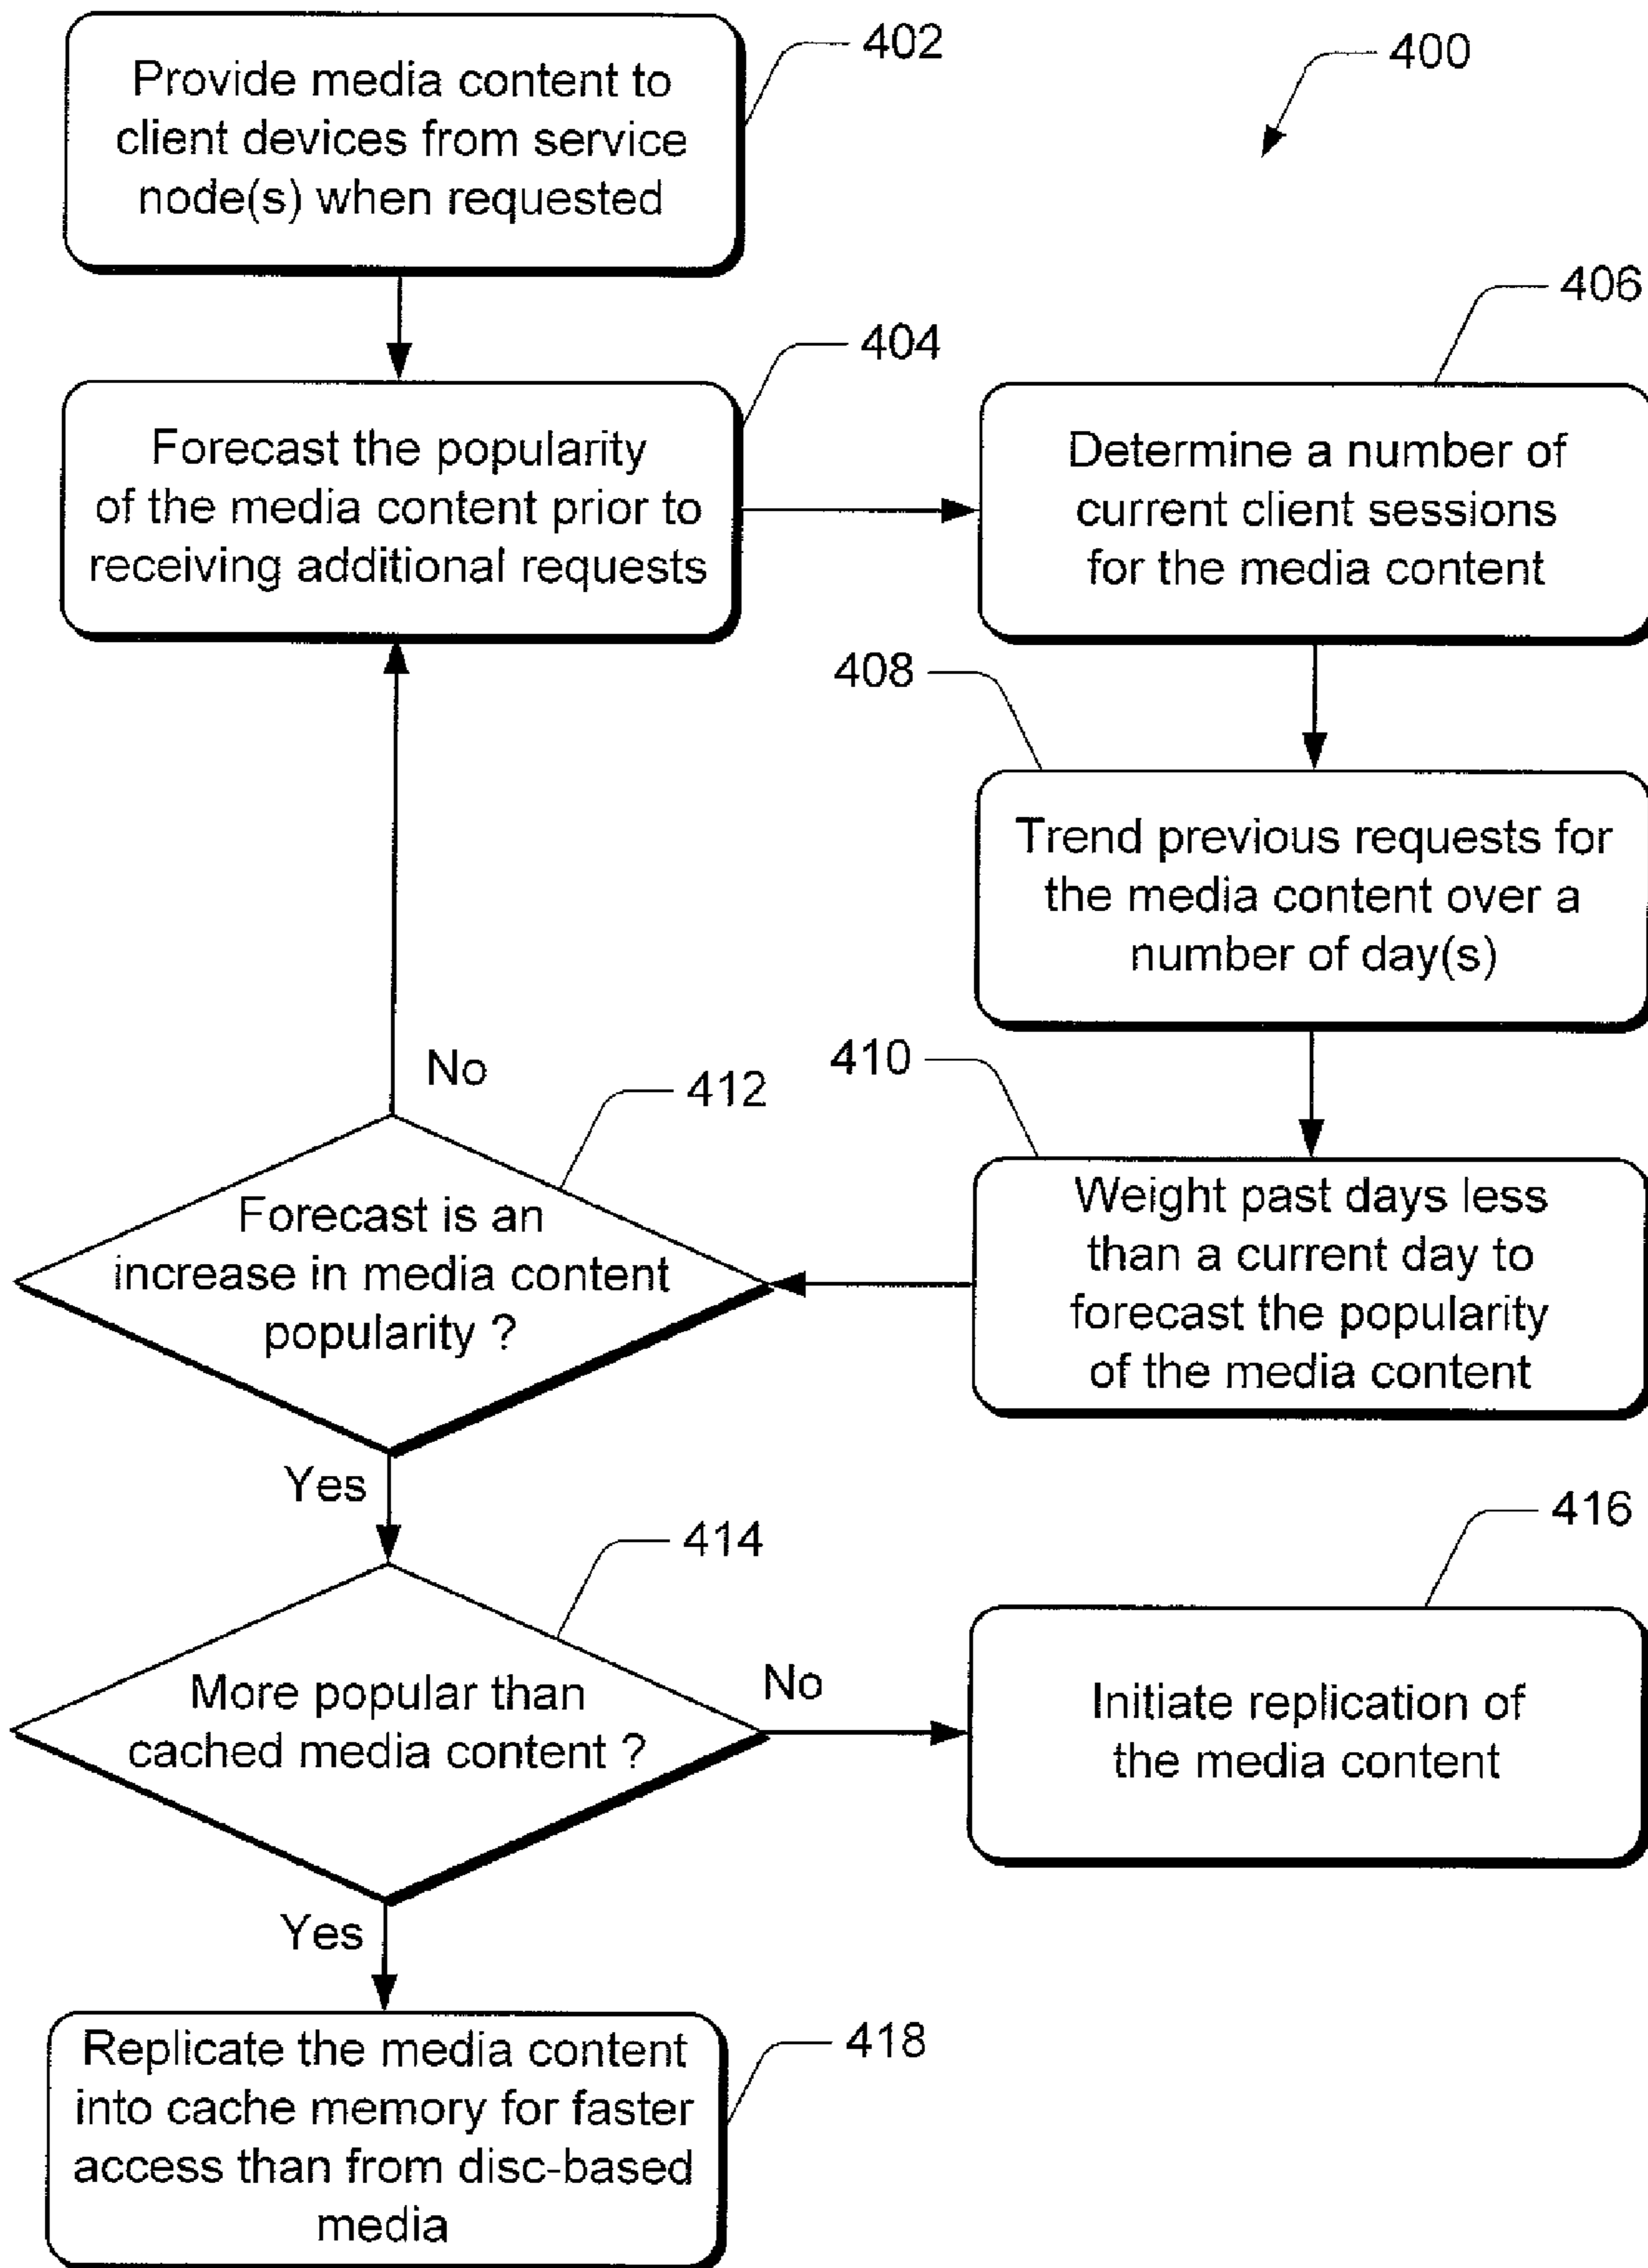 402
400
Provide media content to
client devices from service
node(s) when requested
406
404
Forecast the popularity
of the media content prior to
receiving additional requests
Determine a number of
current client sessions
for the media content
408
Trend previous requests for
the media content over a
number of day(s)
No
412
410
Forecast is an
increase in media content
popularity ?
Weight past days less
than a current day to
forecast the popularity
of the media content
Yes
414
416
More popular than
cached media content ?
No
Initiate replication of
the media content
Yes
418
Replicate the media content
into cache memory for faster
access than from disc-based
media